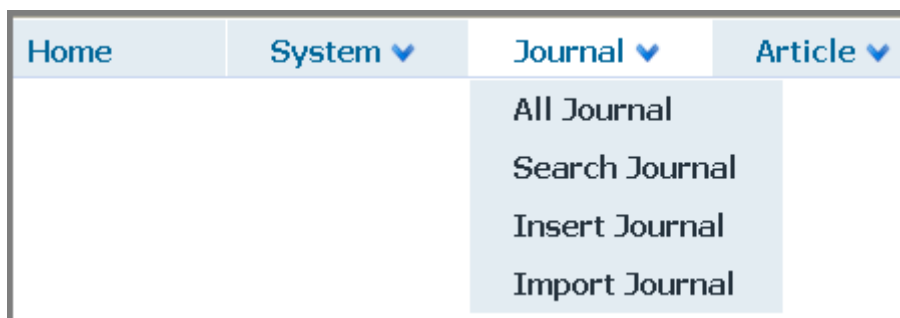 Home System Journal Article
All Journal
Search Journal
Insert Journal
Import Journal